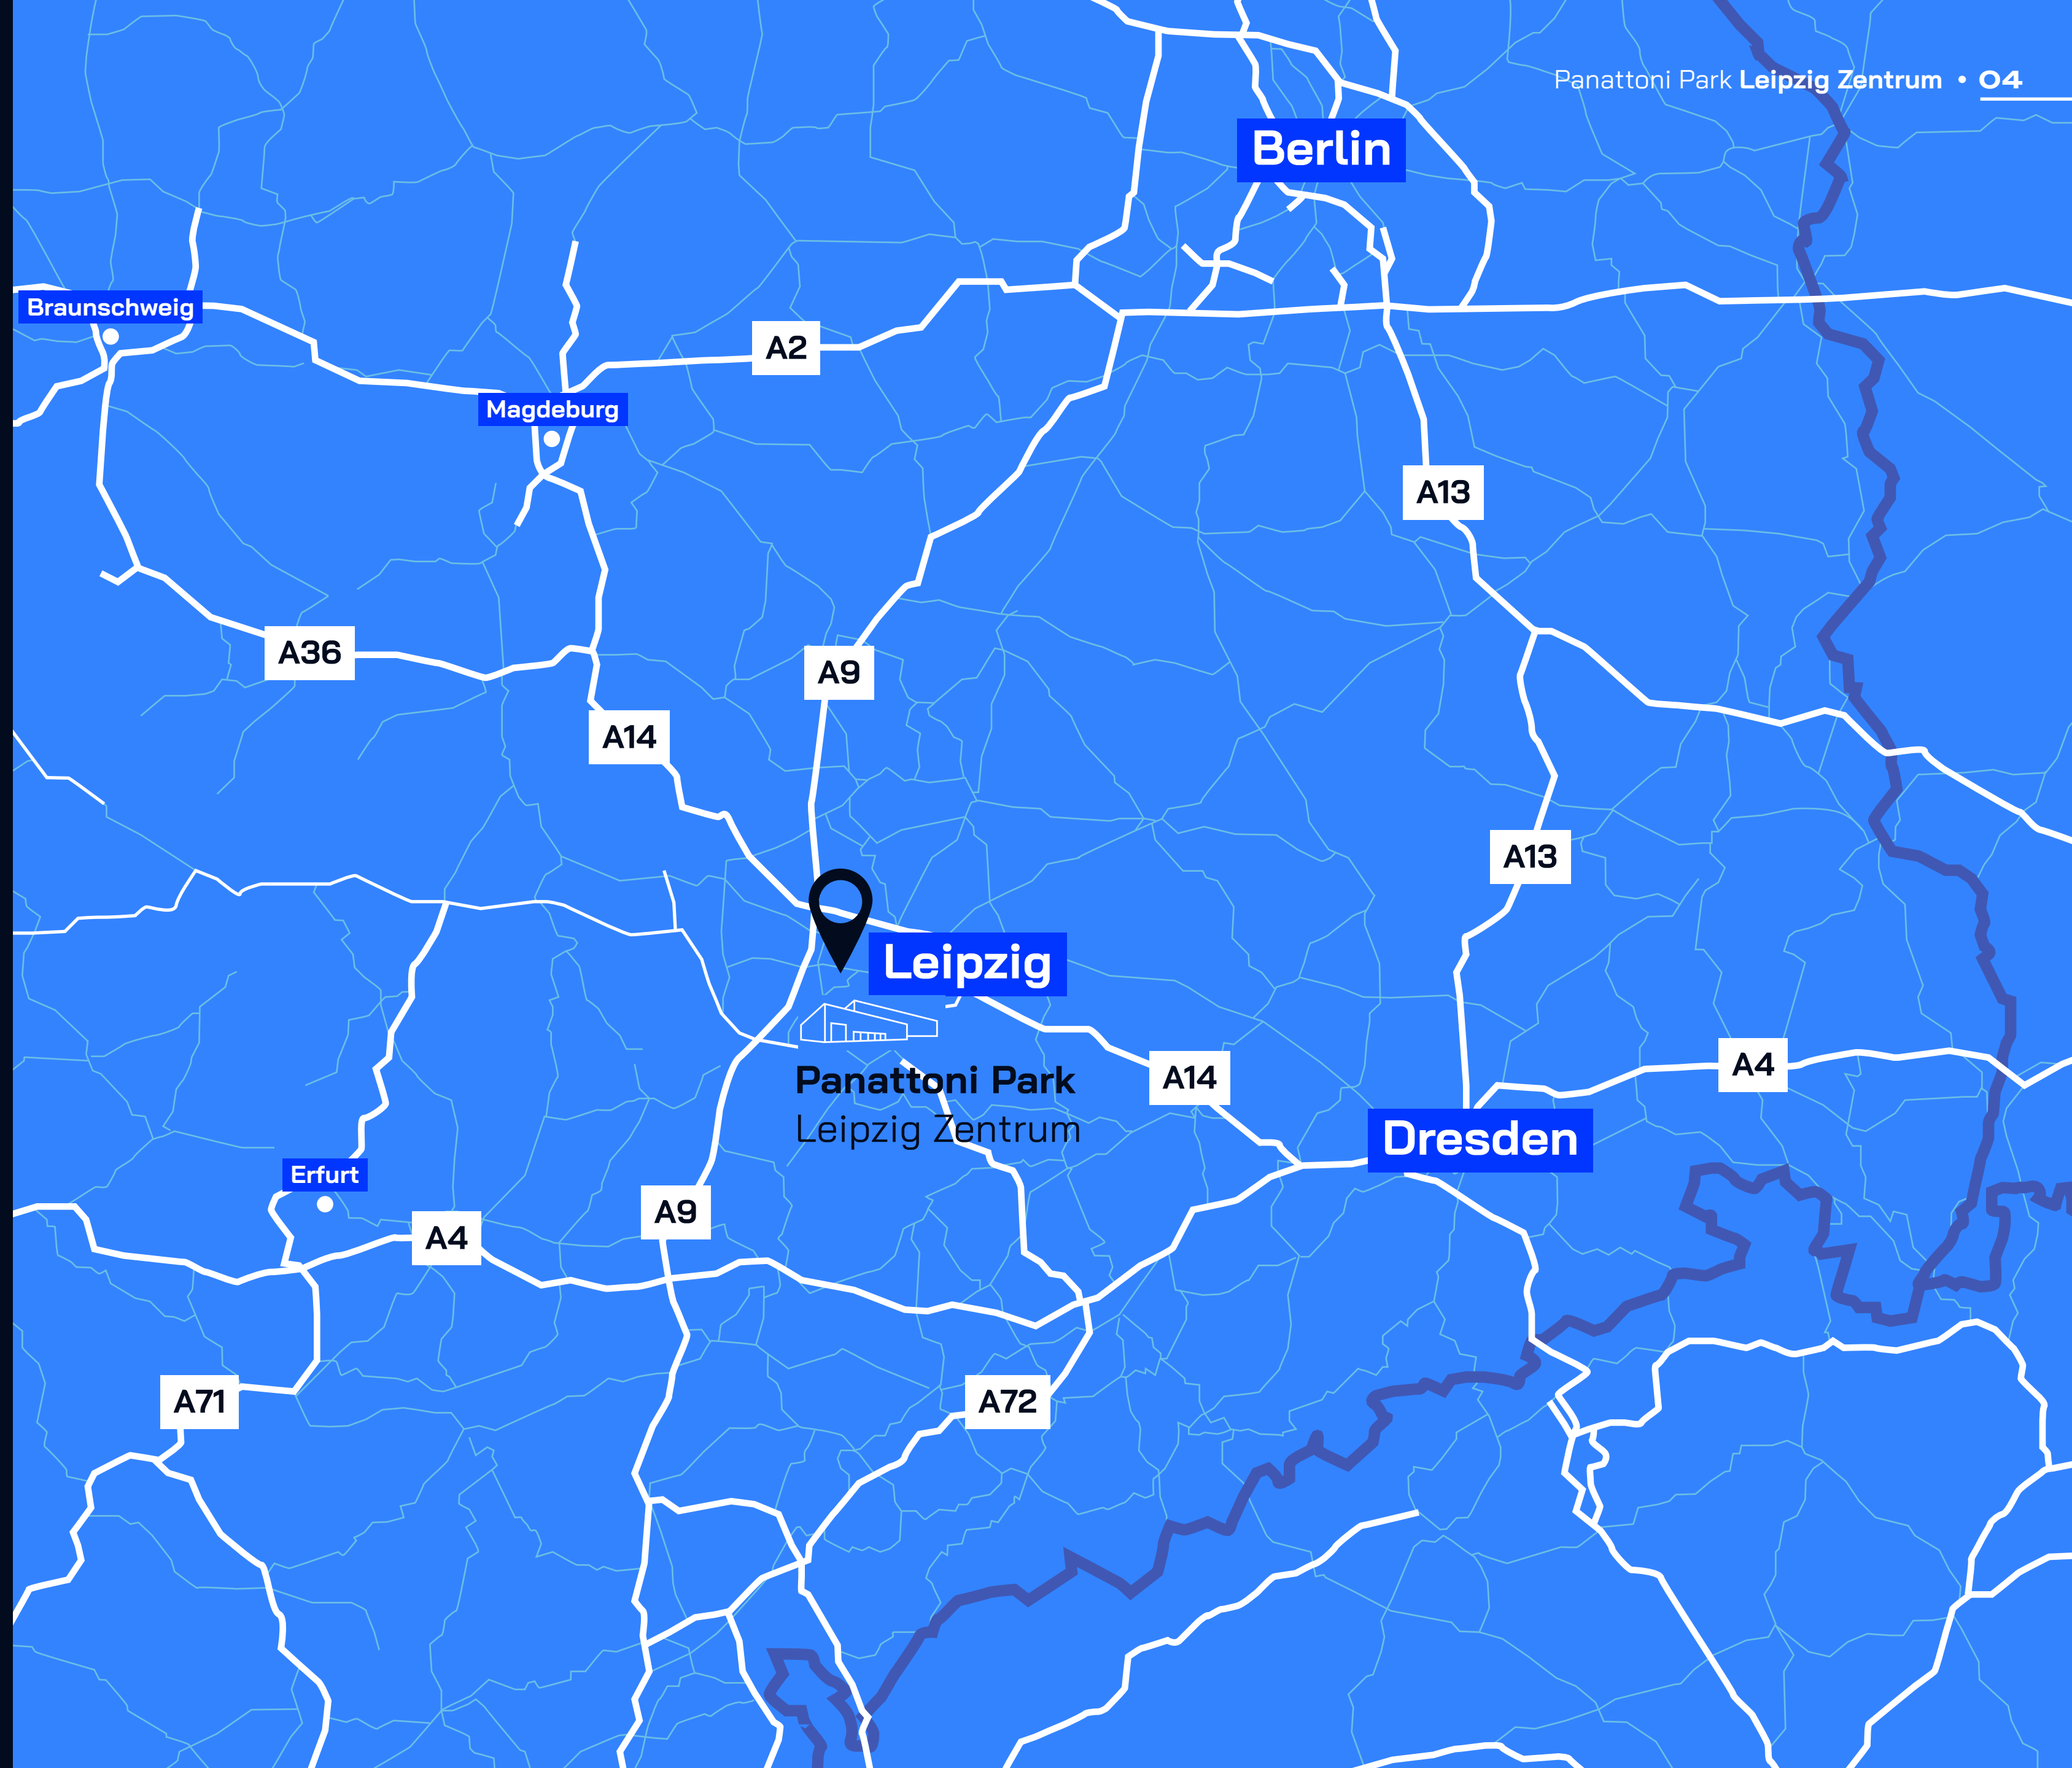 Panattoni Park Leipzig Zentrum • 04
Berlin
Braunschweig
A2
Magdeburg
A13
A36
A9
A14
A13
Leipzig
A4
Panattoni Park
A14
Leipzig Zentrum
Dresden
Erfurt
A9
A4
A71
A72